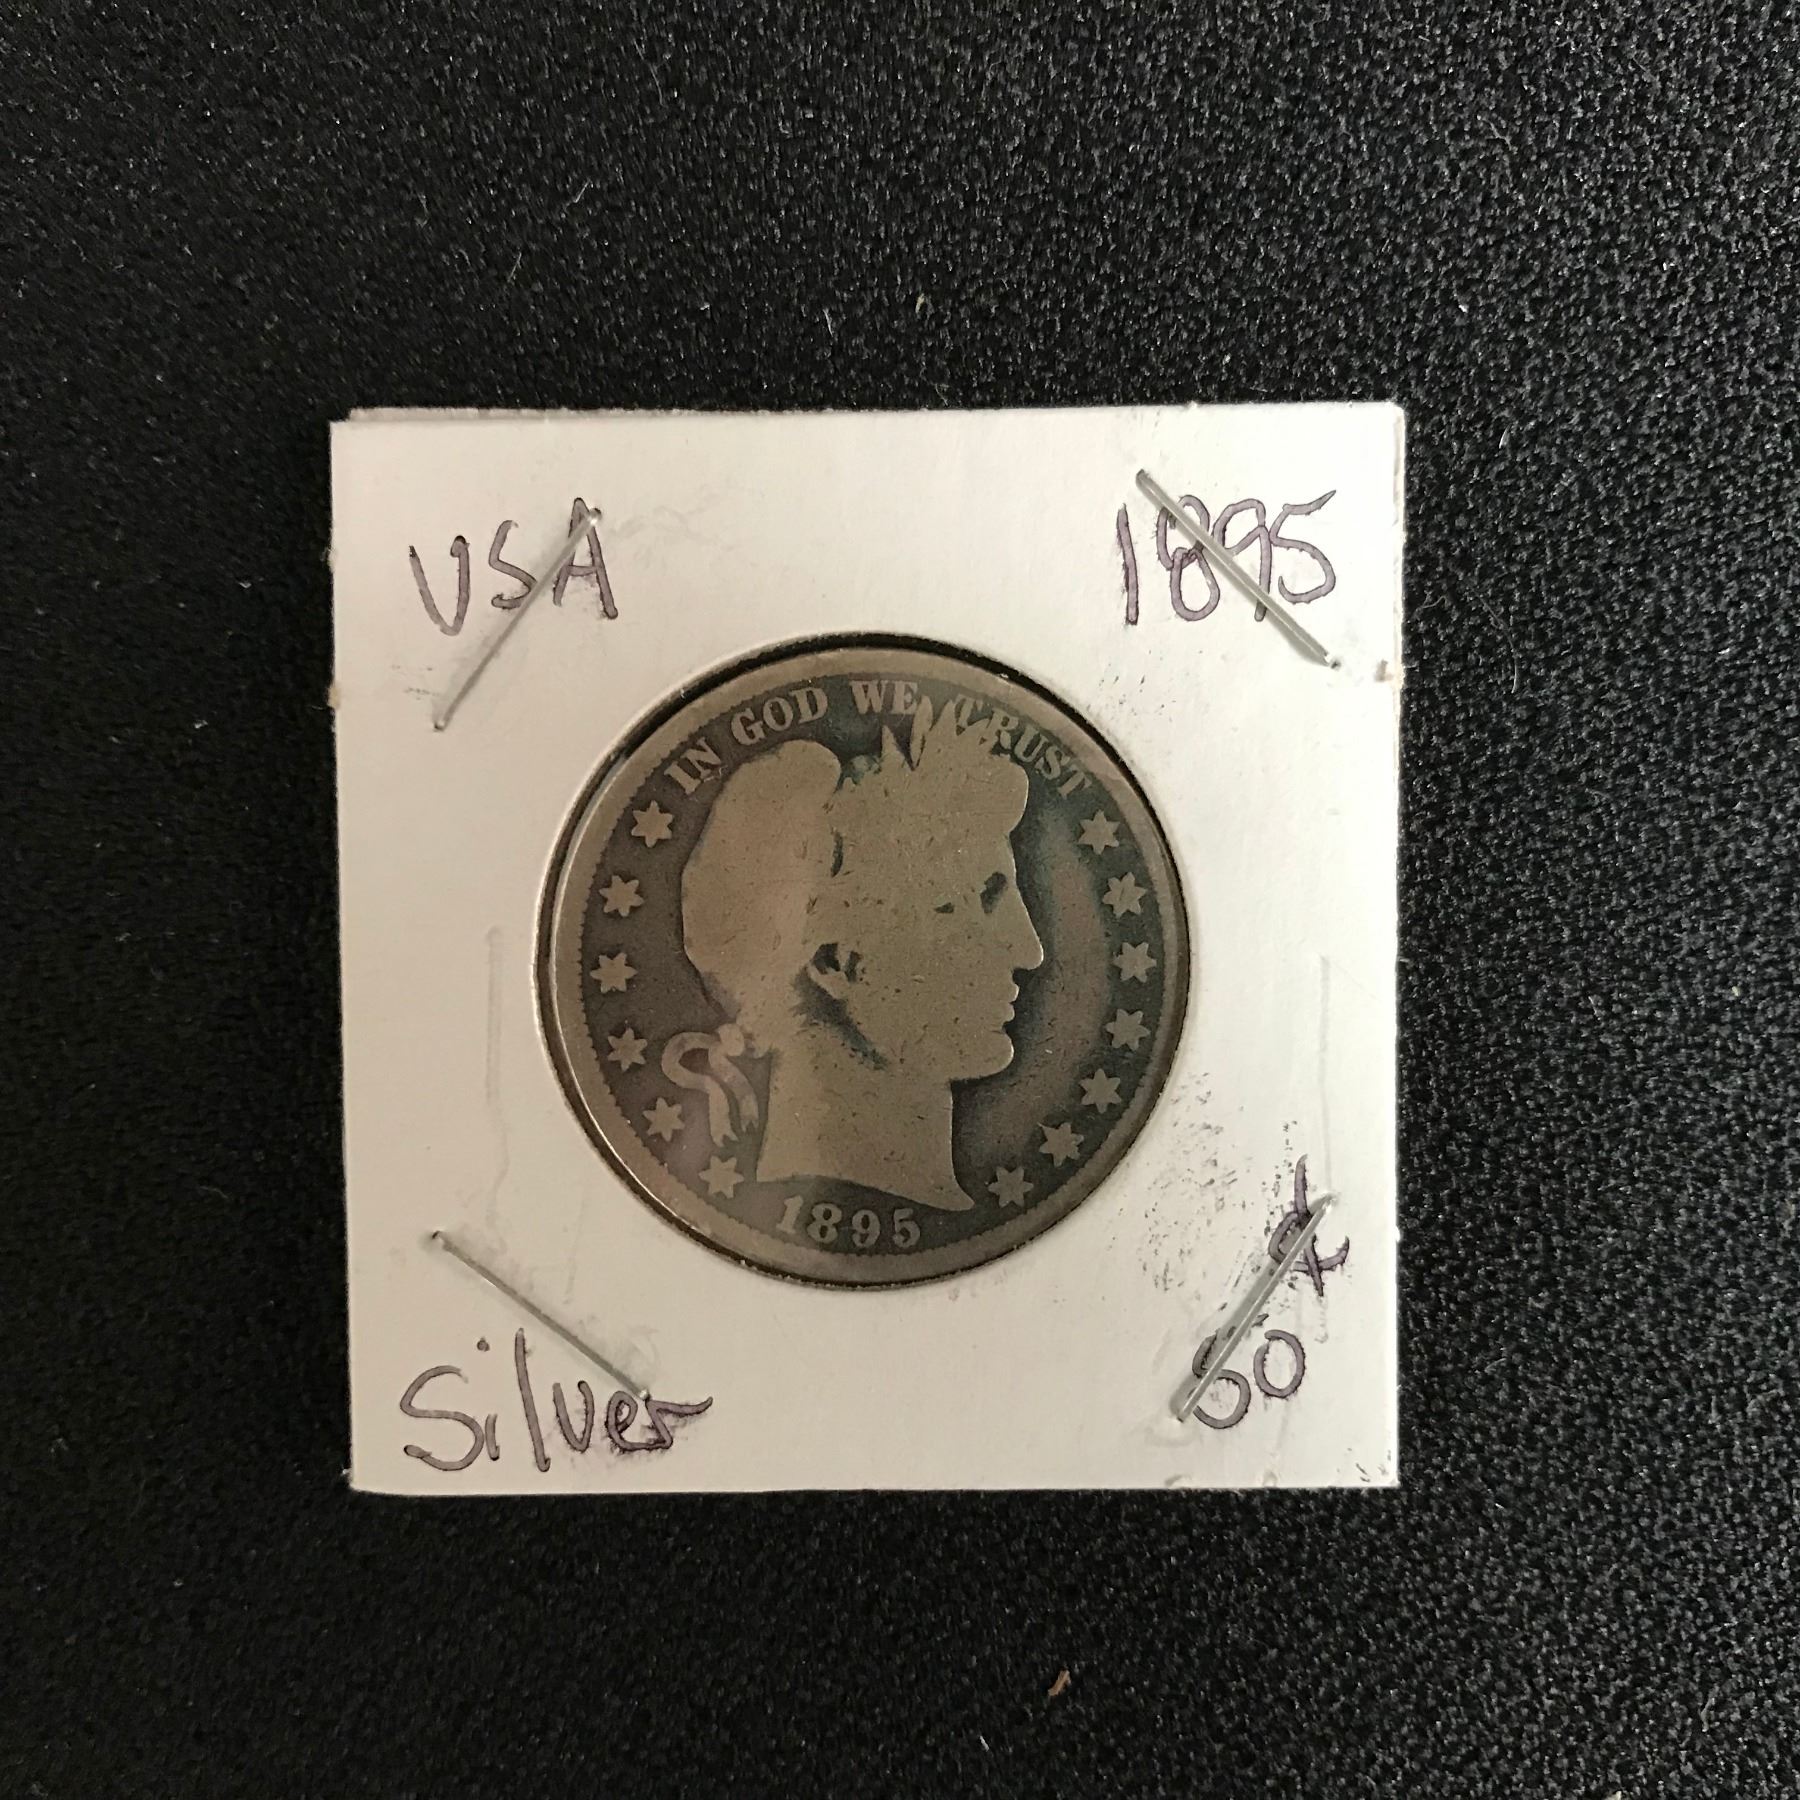 USA
1895
IN GOD WE TRUST
1895
Silver
50 ¢